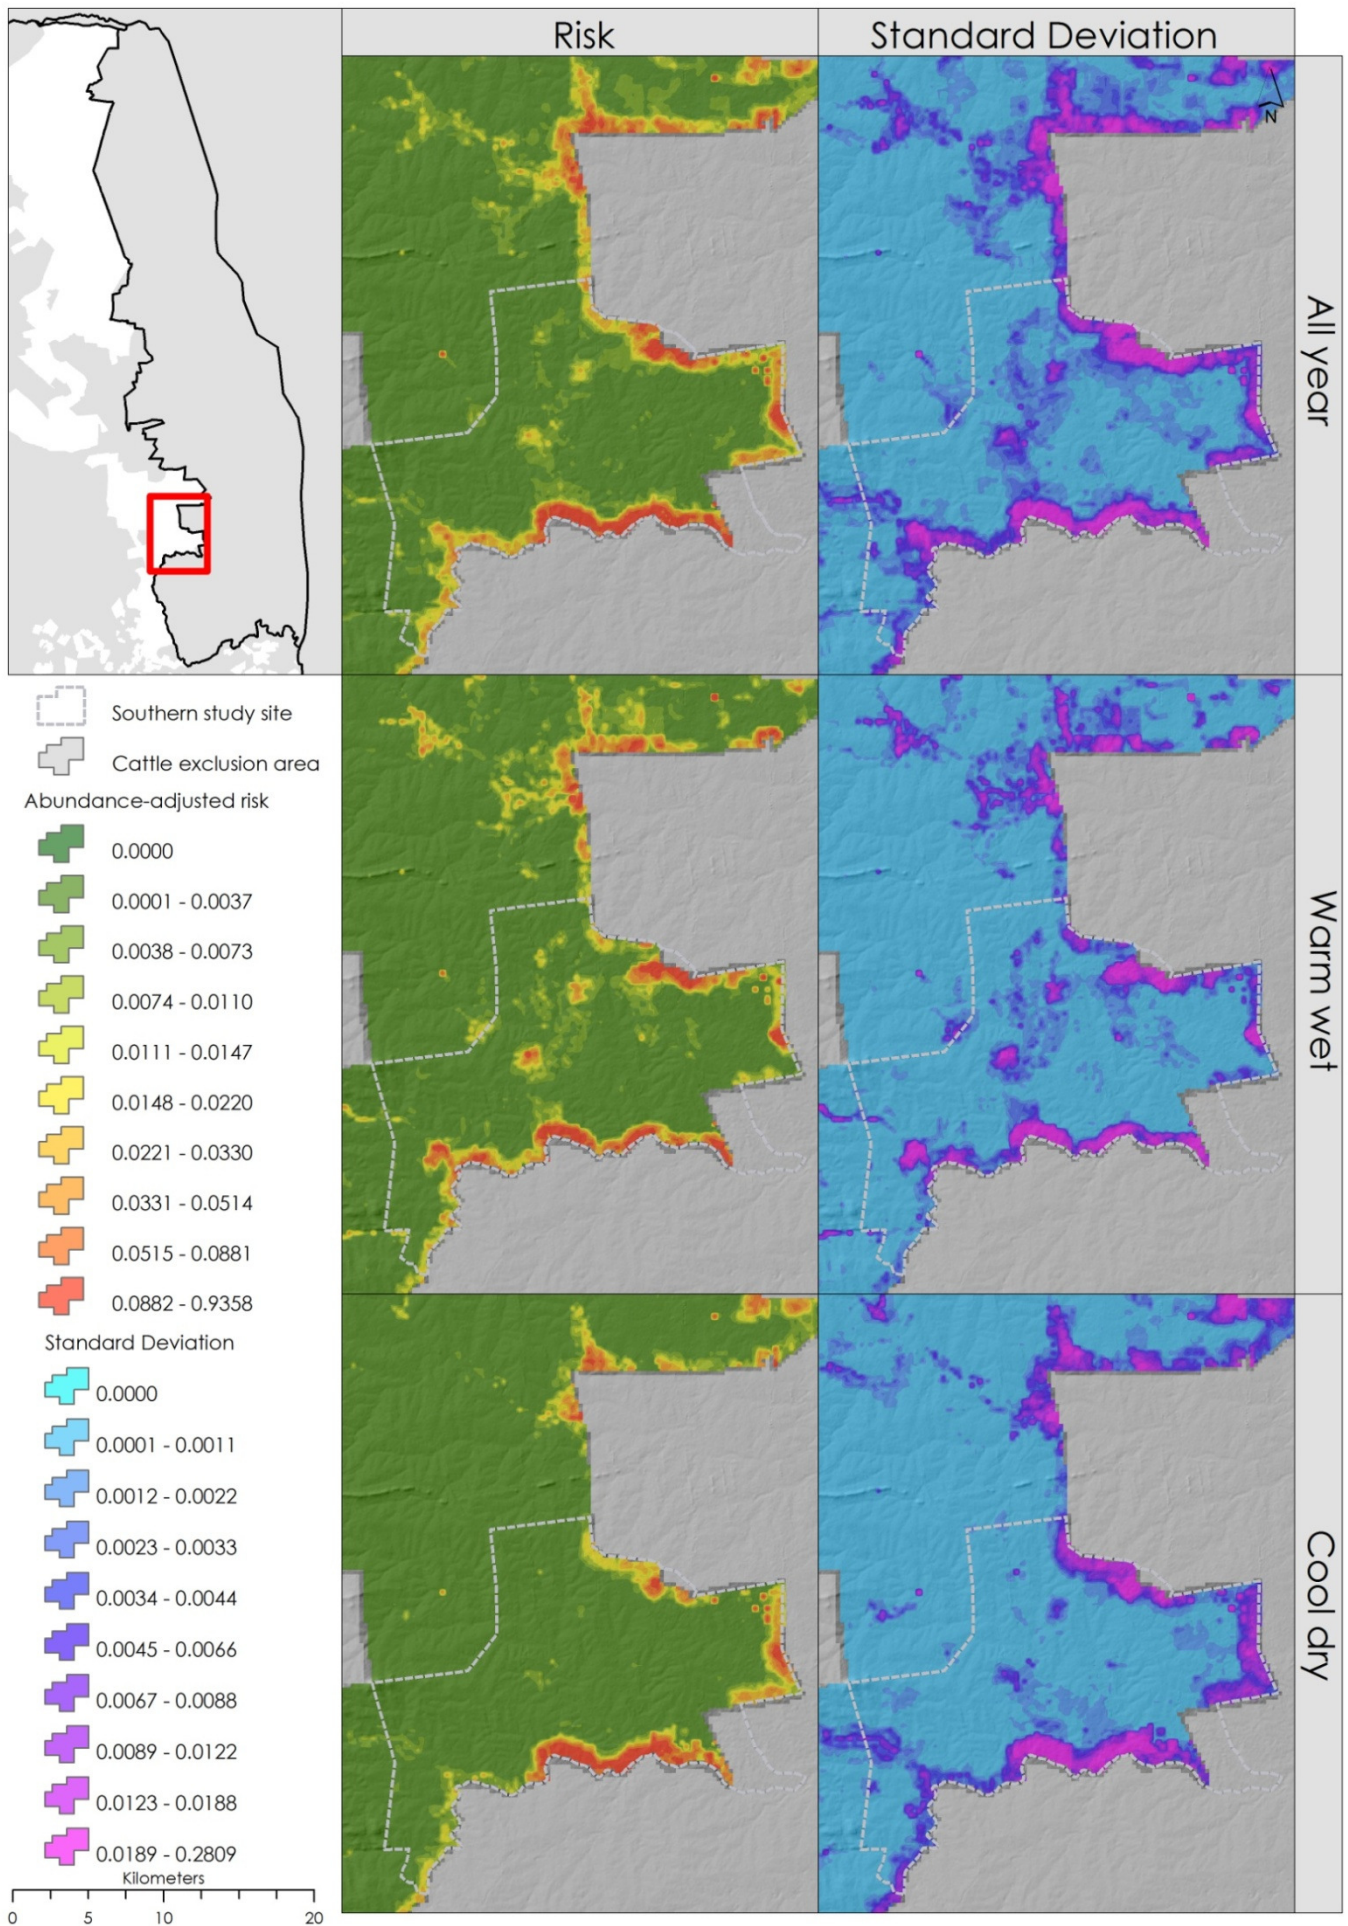 Risk
Standard Deviation
N
All year
Warm wet
Cool dry
Southern study site
Cattle exclusion area
Abundance-adjusted risk
0.0000
0.0001 - 0.0037
0.0038 - 0.0073
0.0074 - 0.0110
0.0111 - 0.0147
0.0148 - 0.0220
0.0221 - 0.0330
0.0331 - 0.0514
0.0515 - 0.0881
0.0882 - 0.9358
Standard Deviation
0.0000
0.0001 - 0.0011
0.0012 - 0.0022
0.0023 - 0.0033
0.0034 - 0.0044
0.0045 - 0.0066
0.0067 - 0.0088
0.0089 - 0.0122
0.0123 - 0.0188
0.0189 - 0.2809
Kilometers
0 5 10 20